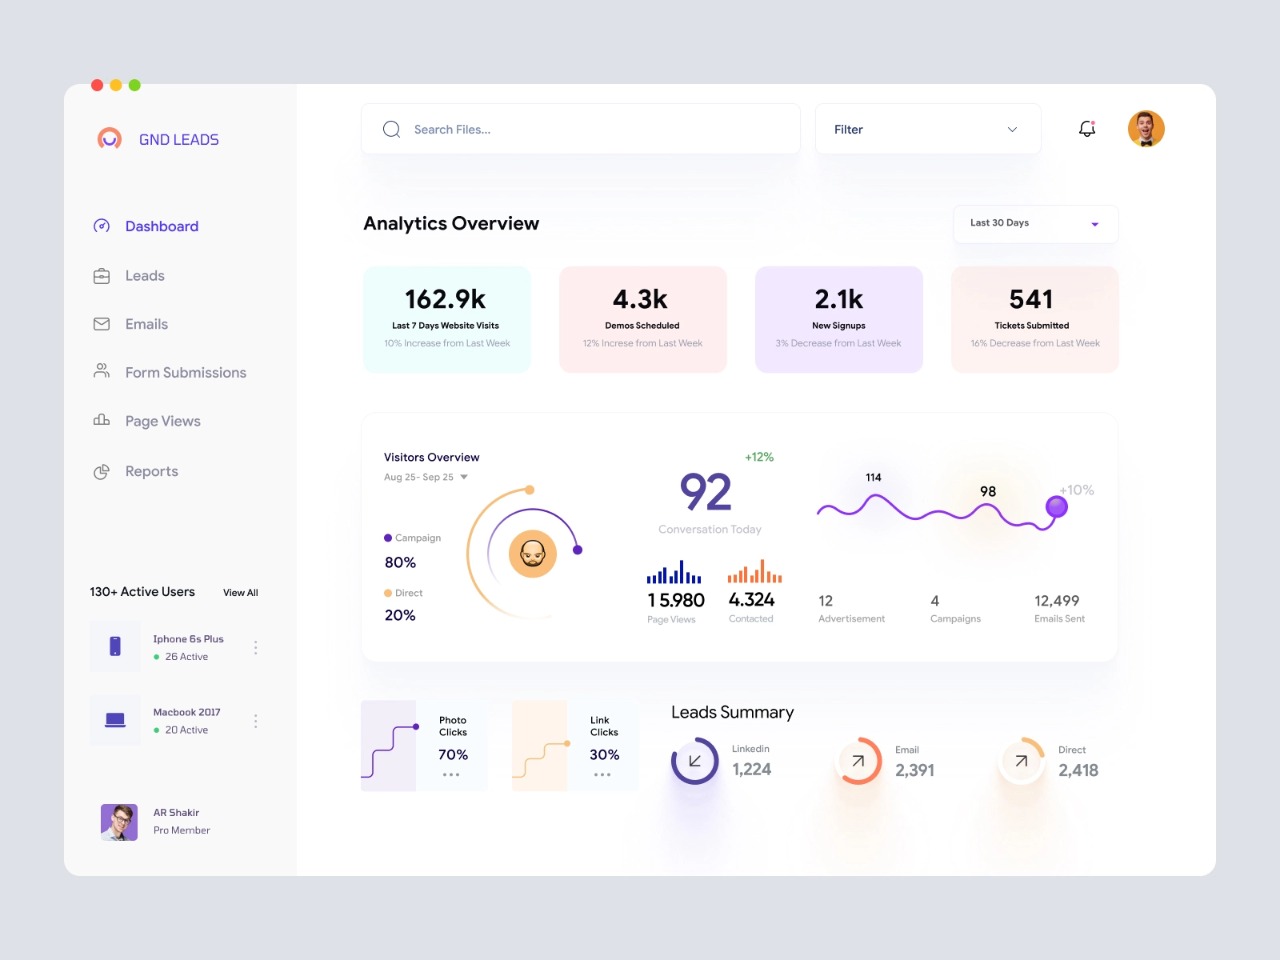 GND LEADS
Dashboard
Leads
Emails
Form Submissions
Page Views
Reports
130+ Active Users
View All
Iphone 6s Plus
26 Active
Macbook 2017
20 Active
AR Shakir
Pro Member
Search Files...
Filter
Analytics Overview
Last 30 Days
162.9k
Last 7 Days Website Visits
10% Increase from Last Week
4.3k
Demos Scheduled
12% Increse from Last Week
2.1k
New Signups
3% Decrease from Last Week
541
Tickets Submitted
16% Decrease from Last Week
Visitors Overview
Aug 25- Sep 25
Campaign
80%
Direct
20%
+12%
92
Conversation Today
15.980
Page Views
4.324
Contacted
114
98
+10%
12
Advertisement
4
Campaigns
12,499
Emails Sent
Photo
Clicks
70%
Link
Clicks
30%
Leads Summary
Linkedin
1,224
Email
2,391
Direct
2,418